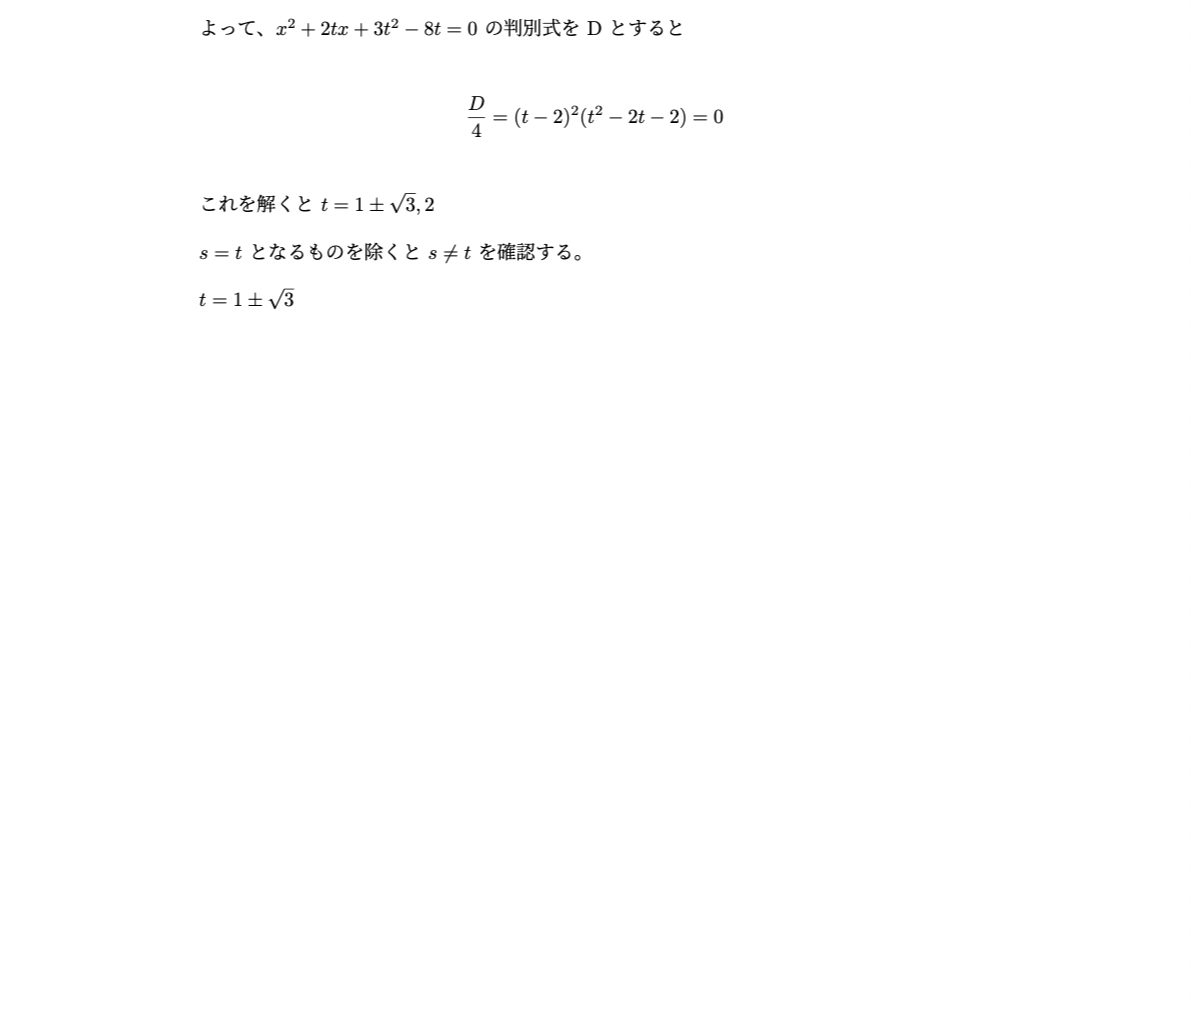 よって、$x^2 + 2tx + 3t^2 - 8t = 0$ の判別式を D とすると
$\frac{D}{4} = (t-2)^2(t^2 - 2t - 2) = 0$
これを解くと $t = 1 \pm \sqrt{3}, 2$
$s = t$ となるものを除くと $s \neq t$ を確認する。
$t = 1 \pm \sqrt{3}$